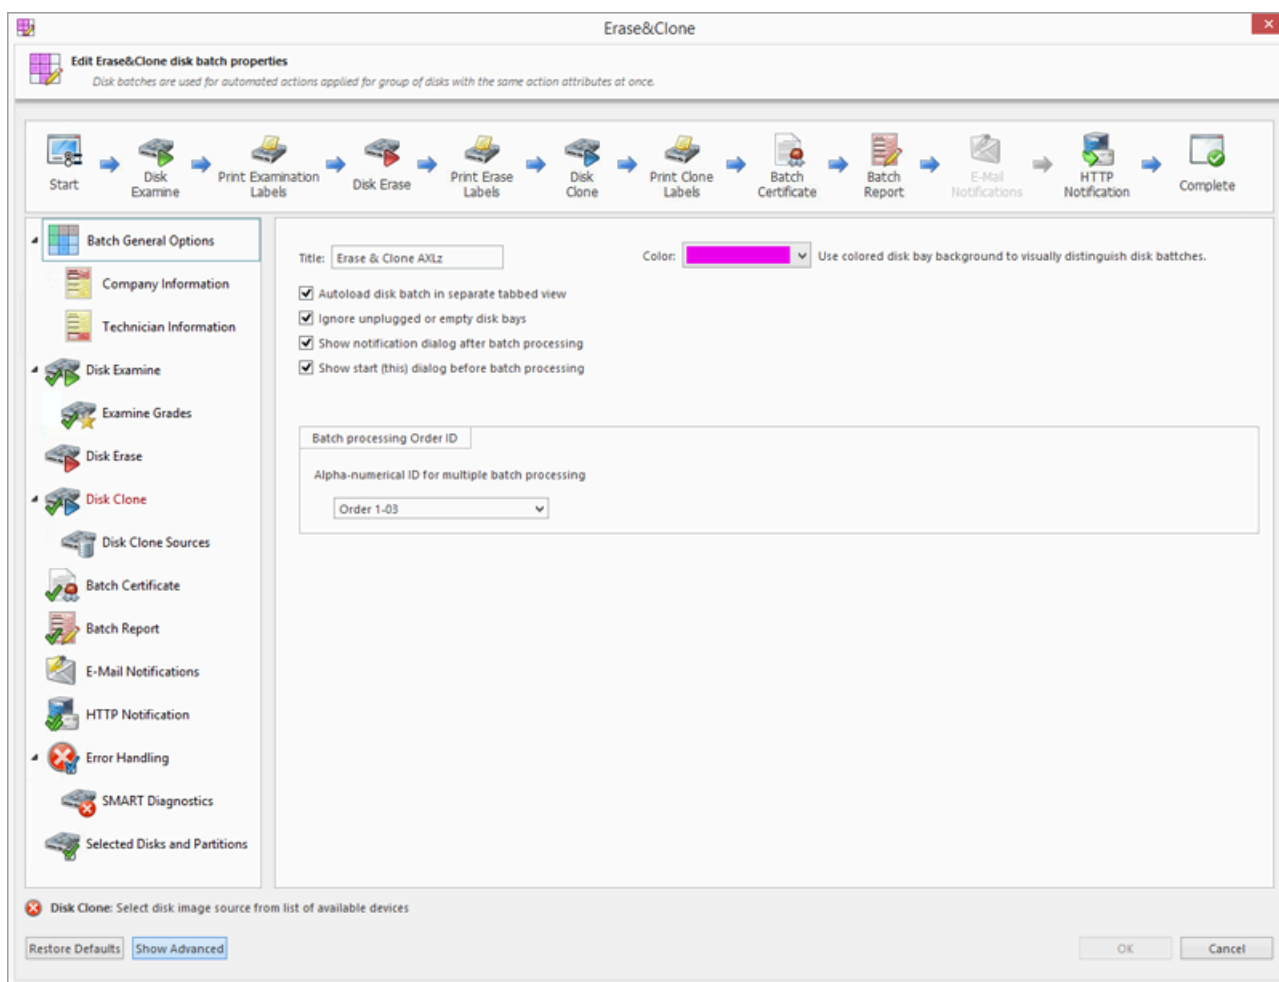 Erase&Clone
Edit Erase&Clone disk batch properties
Disk batches are used for automated actions applied for group of disks with the same action attributes at once.
Start
Disk
Examine
Print Examination
Labels
Disk Erase
Print Erase
Labels
Disk
Clone
Print Clone
Labels
Batch
Certificate
Batch
Report
E-Mail
Notifications
HTTP
Notification
Complete
Batch General Options
Company Information
Technician Information
Disk Examine
Examine Grades
Disk Erase
Disk Clone
Disk Clone Sources
Batch Certificate
Batch Report
E-Mail Notifications
HTTP Notification
Error Handling
SMART Diagnostics
Selected Disks and Partitions
Title: Erase & Clone AXLz
Color: Use colored disk bay background to visually distinguish disk battches.
Autoload disk batch in separate tabbed view
Ignore unplugged or empty disk bays
Show notification dialog after batch processing
Show start (this) dialog before batch processing
Batch processing Order ID
Alpha-numerical ID for multiple batch processing
Order 1-03
Disk Clone: Select disk image source from list of available devices
Restore Defaults
Show Advanced
OK
Cancel